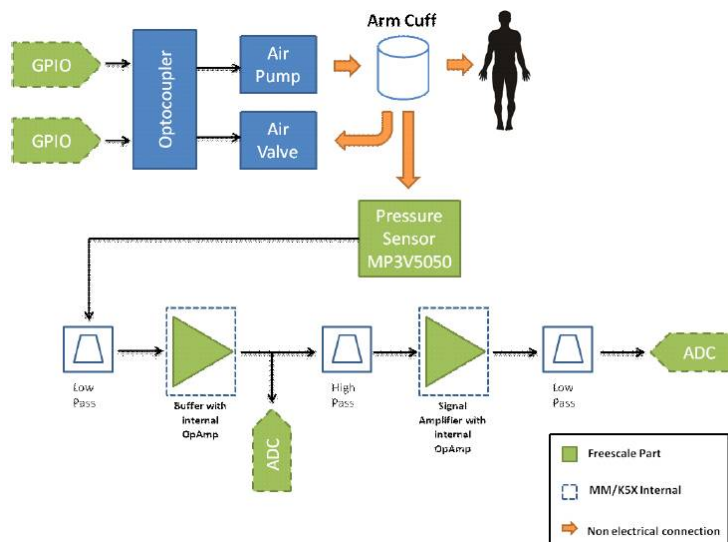 Arm Cuff
GPIO
Optocoupler
Air
Pump
GPIO
Air
Valve
Pressure
Sensor
MP3V5050
Low
Pass
Buffer with
internal
OpAmp
ADC
High
Pass
Signal
Amplifier with
internal
OpAmp
Low
Pass
ADC
Freescale Part
MM/K5X Internal
Non electrical connection